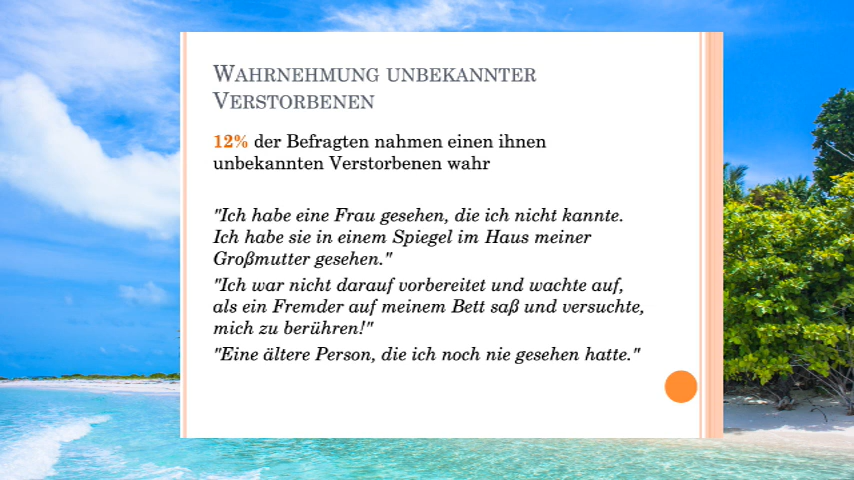 Wahrnehmung unbekannter
Verstorbenen
12% der Befragten nahmen einen ihnen
unbekannten Verstorbenen wahr
"Ich habe eine Frau gesehen, die ich nicht kannte.
Ich habe sie in einem Spiegel im Haus meiner
Großmutter gesehen."
"Ich war nicht darauf vorbereitet und wachte auf,
als ein Fremder auf meinem Bett saß und versuchte,
mich zu berühren!"
"Eine ältere Person, die ich noch nie gesehen hatte."